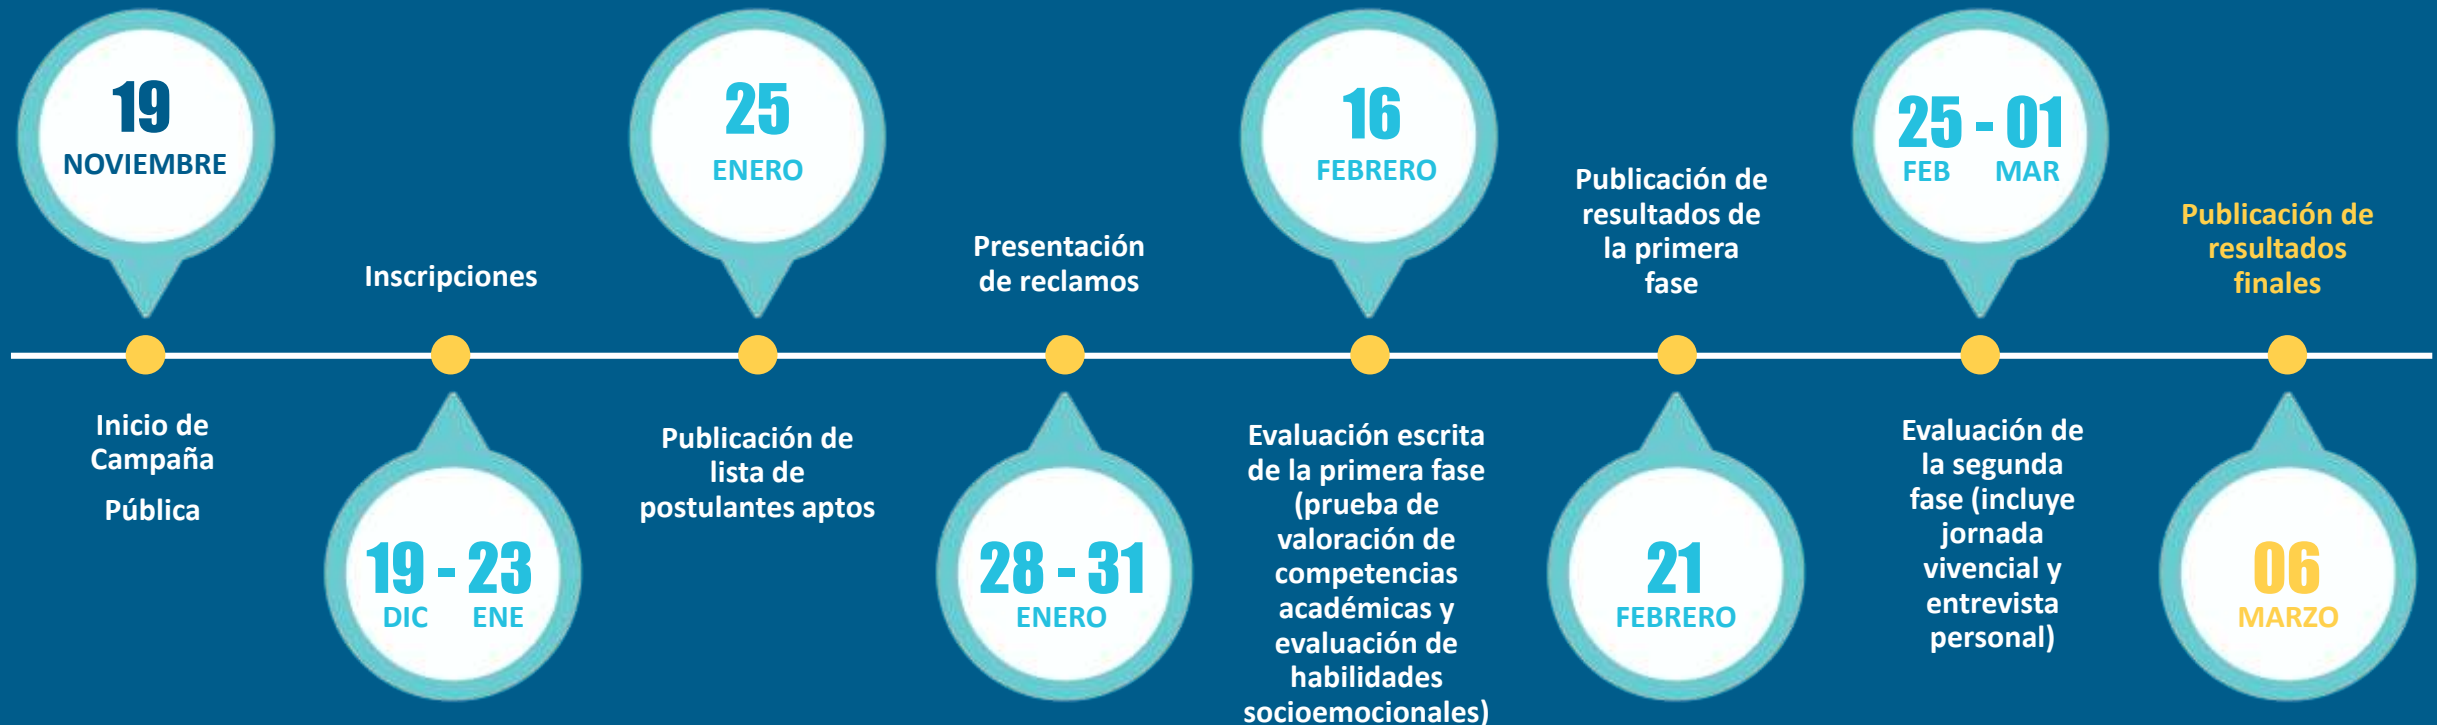 19
NOVIEMBRE
Inicio de
Campaña
Pública
Inscripciones
19 - 23
DIC ENE
25
ENERO
Publicación de
lista de
postulantes aptos
Presentación
de reclamos
28 - 31
ENERO
16
FEBRERO
Evaluación escrita
de la primera fase
(prueba de
valoración de
competencias
académicas y
evaluación de
habilidades
socioemocionales)
Publicación de
resultados de
la primera
fase
21
FEBRERO
25 - 01
FEB MAR
Evaluación de
la segunda
fase (incluye
jornada
vivencial y
entrevista
personal)
Publicación de
resultados
finales
06
MARZO